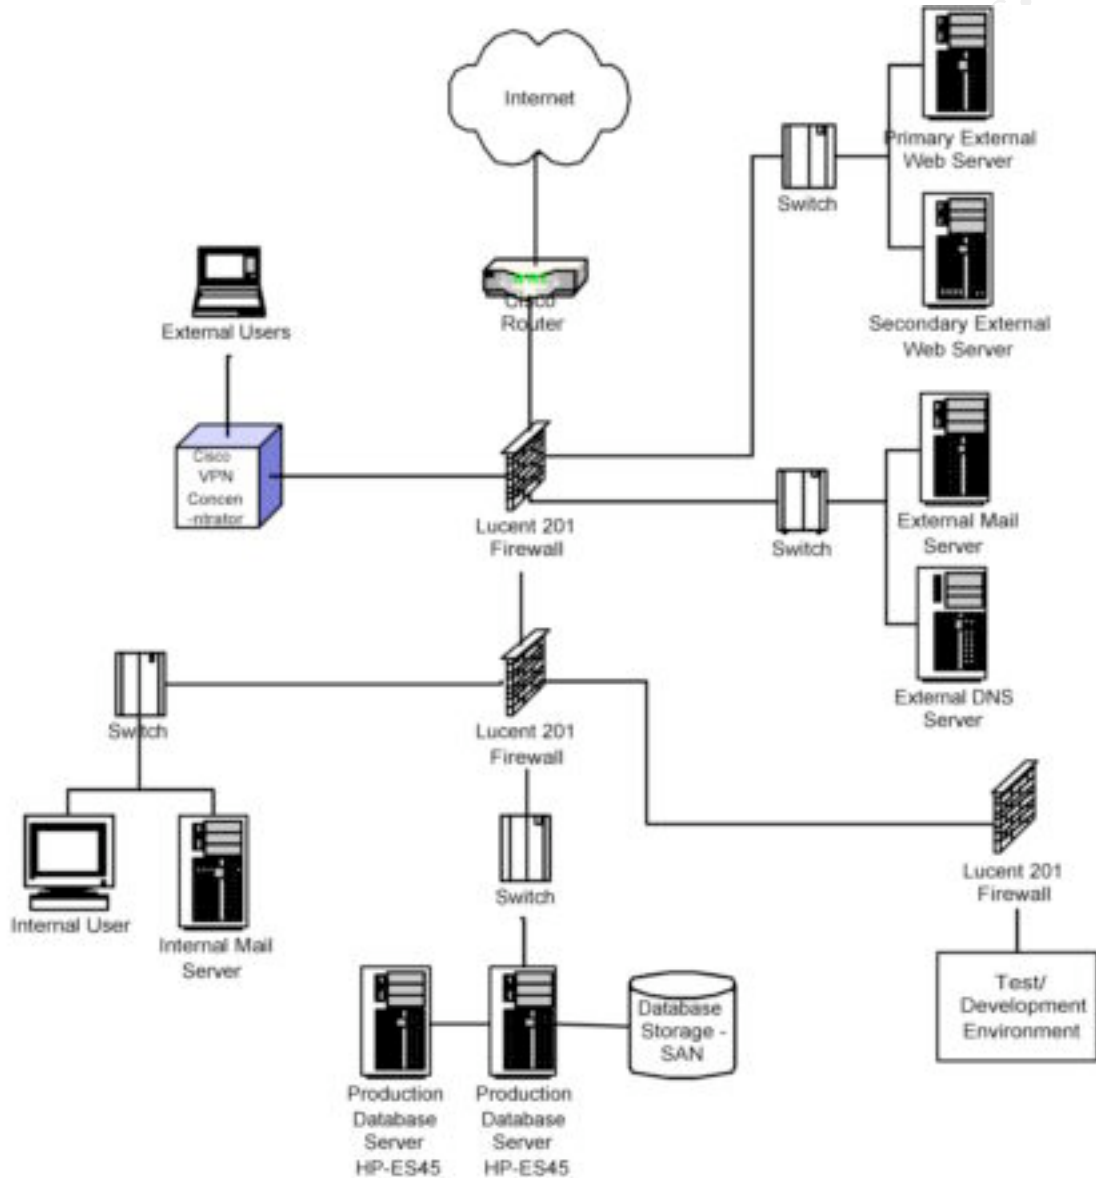 Internet
Primary External
Web Server
Switch
Cisco
Router
External Users
Secondary External
Web Server
Cisco
VPN
Concen
-ntrator
Lucent 201
Firewall
Switch
External Mail
Server
External DNS
Server
Switch
Lucent 201
Firewall
Switch
Lucent 201
Firewall
Internal User
Internal Mail
Server
Test/
Development
Environment
Database
Storage -
SAN
Production
Database
Server
HP-ES45
Production
Database
Server
HP-ES45